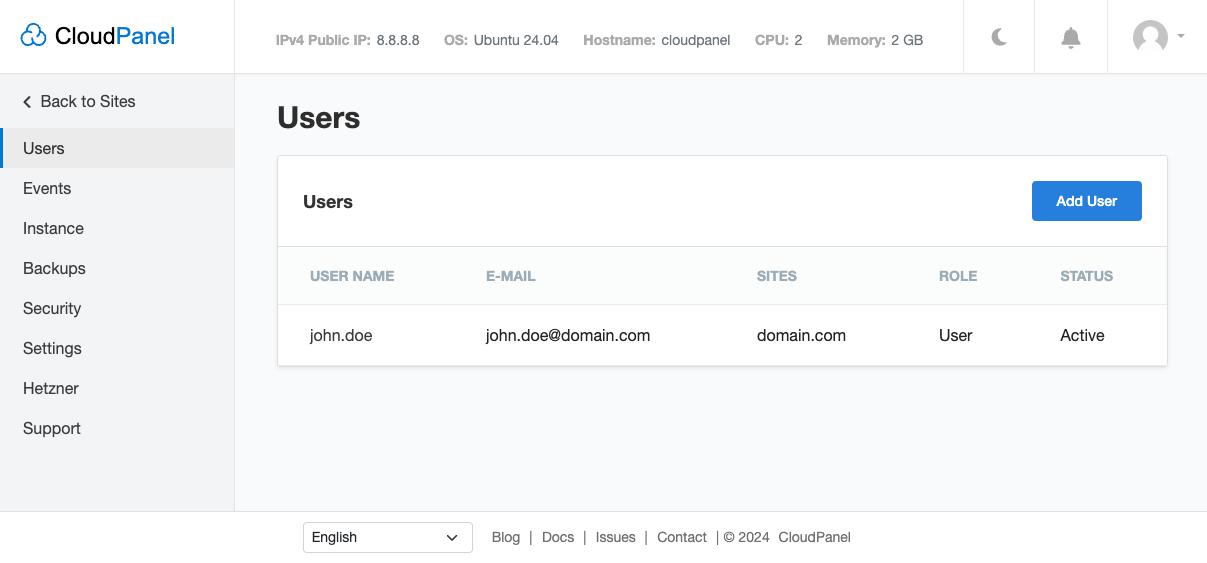 CloudPanel
IPv4 Public IP: 8.8.8.8 OS: Ubuntu 24.04 Hostname: cloudpanel CPU: 2 Memory: 2 GB
Back to Sites
Users
Events
Instance
Backups
Security
Settings
Hetzner
Support
Users
Users
Add User
USER NAME E-MAIL SITES ROLE STATUS
john.doe john.doe@domain.com domain.com User Active
English Blog | Docs | Issues | Contact | © 2024 CloudPanel